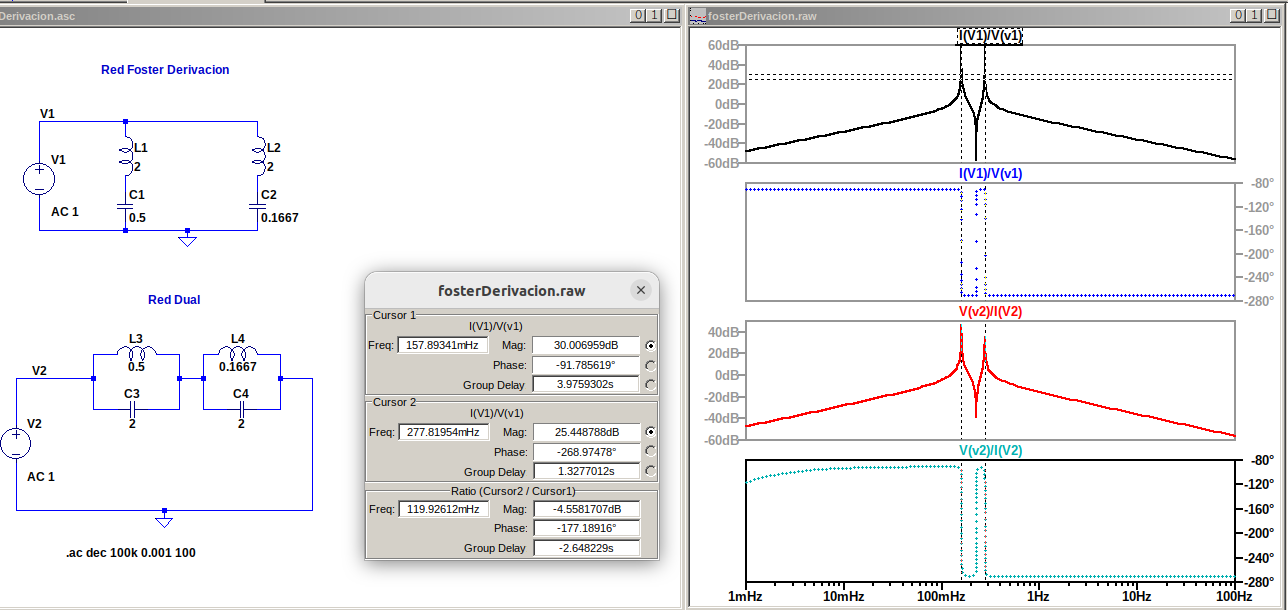 Derivacion.asc
0 1
Red Foster Derivacion
V1
V1
AC 1
L1
2
C1
0.5
L2
2
C2
0.1667
Red Dual
V2
V2
AC 1
L3
0.5
C3
2
L4
0.1667
C4
2
.ac dec 100k 0.001 100
fosterDerivacion.raw
Cursor 1
I(V1)/V(v1)
Freq: 157.89341mHz Mag: 30.006959dB
Phase: -91.785619°
Group Delay 3.9759302s
Cursor 2
I(V1)/V(v1)
Freq: 277.81954mHz Mag: 25.448788dB
Phase: -268.97478°
Group Delay 1.3277012s
Ratio (Cursor2 / Cursor1)
Freq: 119.92612mHz Mag: -4.5581707dB
Phase: -177.18916°
Group Delay -2.648229s
fosterDerivacion.raw
0 1
I(V1)/V(v1)
60dB
40dB
20dB
0dB
-20dB
-40dB
-60dB
I(V1)/V(v1)
-80°
-120°
-160°
-200°
-240°
-280°
V(v2)/I(V2)
40dB
20dB
0dB
-20dB
-40dB
-60dB
V(v2)/I(V2)
-80°
-120°
-160°
-200°
-240°
-280°
1mHz 10mHz 100mHz 1Hz 10Hz 100Hz